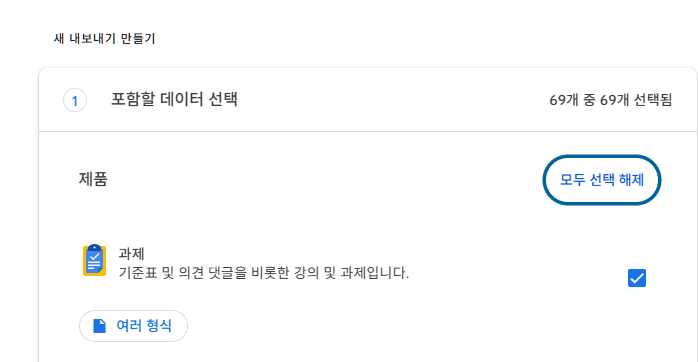 새 내보내기 만들기
1 포함할 데이터 선택 69개 중 69개 선택됨
제품 모두 선택 해제
과제
기준표 및 의견 댓글을 비롯한 강의 및 과제입니다.
여러 형식